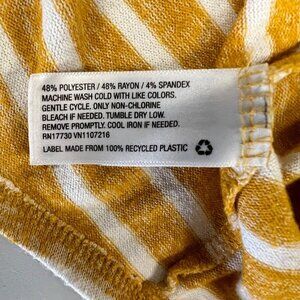 48% POLYESTER / 48% RAYON / 4% SPANDEX
MACHINE WASH COLD WITH LIKE COLORS.
GENTLE CYCLE. ONLY NON-CHLORINE
BLEACH IF NEEDED. TUMBLE DRY LOW.
REMOVE PROMPTLY. COOL IRON IF NEEDED.
RN17730 VN1107216
LABEL MADE FROM 100% RECYCLED PLASTIC